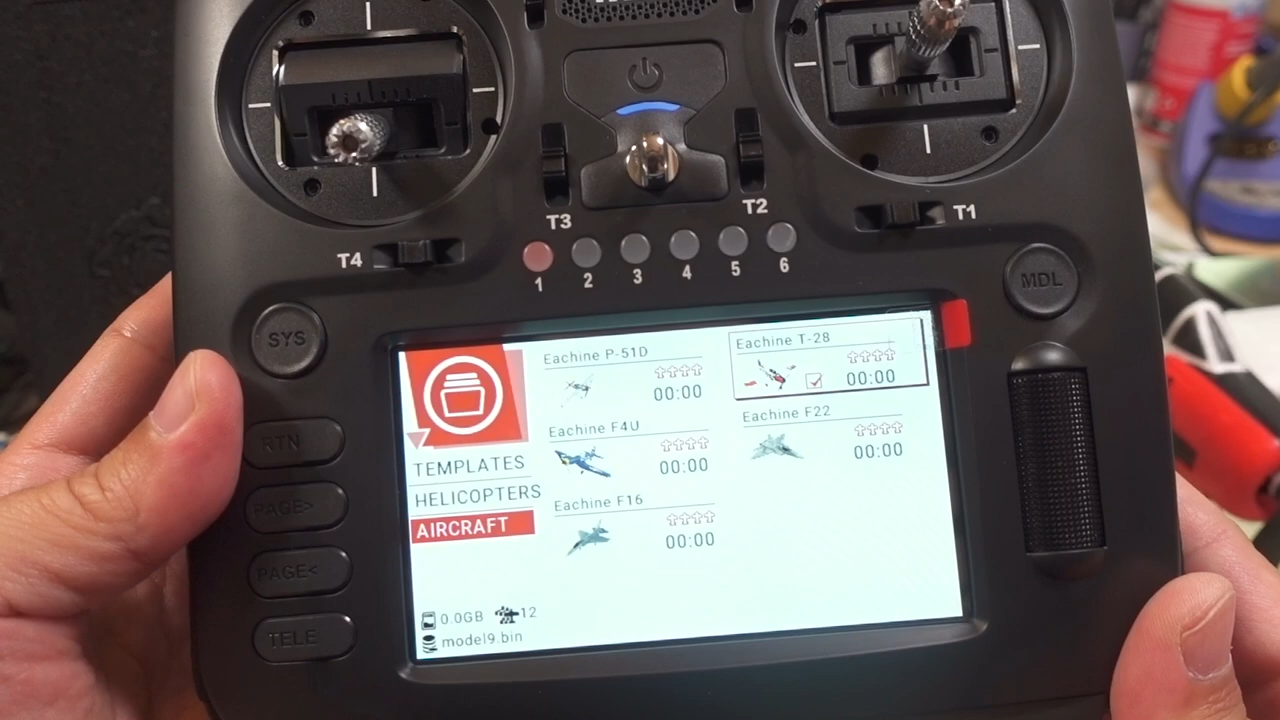 T3
T2
T1
T4
1
2
3
4
5
6
MDL
SYS
RTN
PAGE>
PAGE<
TELE
TEMPLATES
HELICOPTERS
AIRCRAFT
0.0GB
12
model9.bin
Eachine P-51D
00:00
Eachine F4U
00:00
Eachine F16
00:00
Eachine T-28
00:00
Eachine F22
00:00